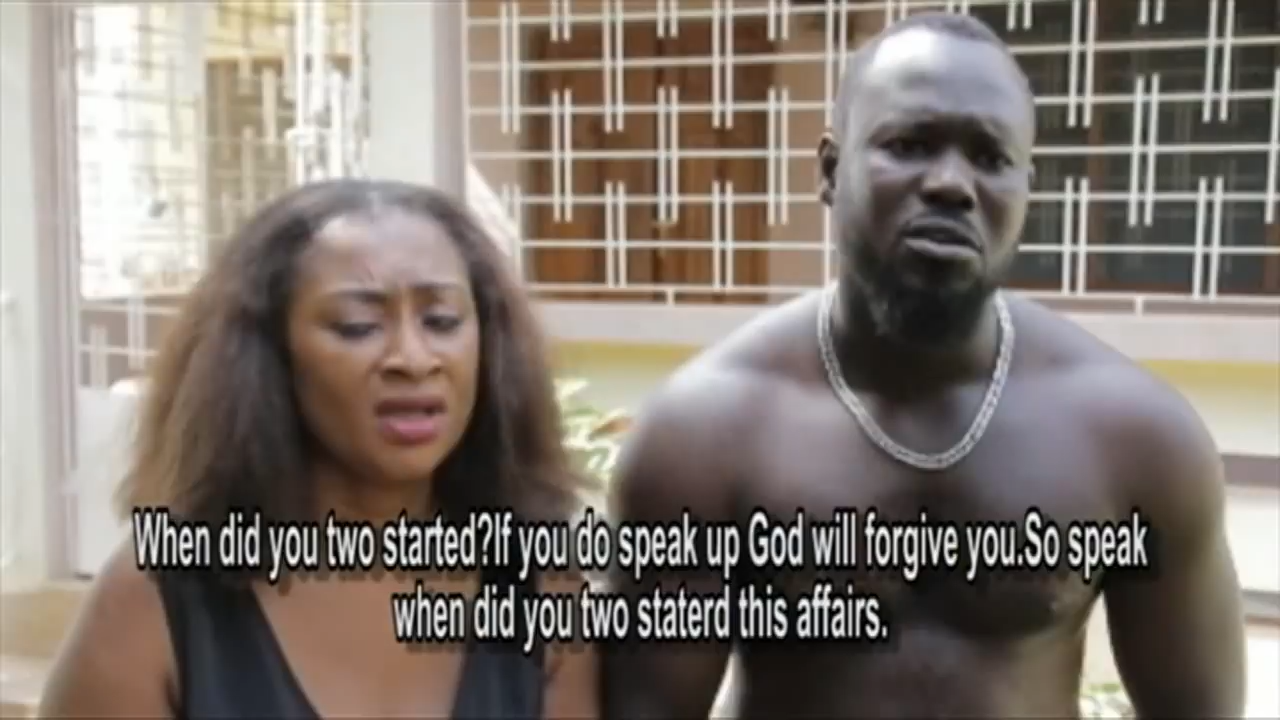 When did you two started?If you do speak up God will forgive you.So speak
when did you two staterd this affairs.